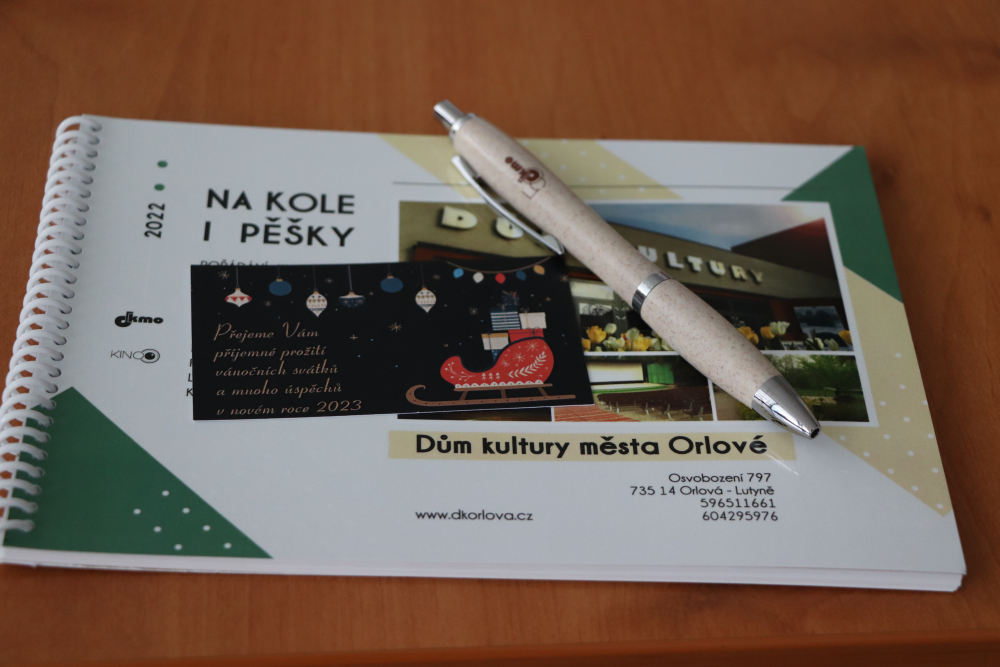 2022
NA KOLE
I PĚŠKY
dkmo
KINO
Přejeme Vám
příjemné prožití
vánočních svátků
a mnoho úspěchů
v novém roce 2023
dkmo
KULTURY
Dům kultury města Orlové
Osvobození 797
735 14 Orlová - Lutyně
596511661
604295976
www.dkorlova.cz